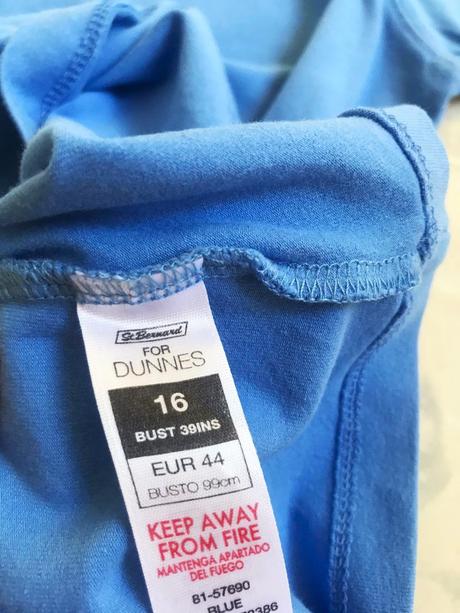 St Bernard
FOR
DUNNES
16
BUST 39INS
EUR 44
BUSTO 99cm
KEEP AWAY
FROM FIRE
MANTENGA APARTADO
DEL FUEGO
81-57690
BLUE